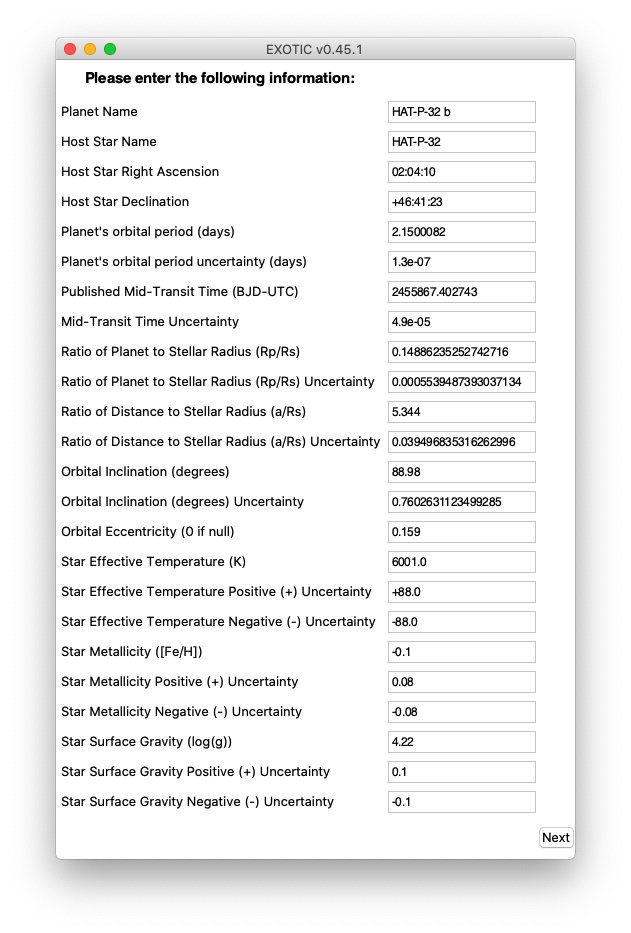 EXOTIC v0.45.1
Please enter the following information:
Planet Name HAT-P-32 b
Host Star Name HAT-P-32
Host Star Right Ascension 02:04:10
Host Star Declination +46:41:23
Planet's orbital period (days) 2.1500082
Planet's orbital period uncertainty (days) 1.3e-07
Published Mid-Transit Time (BJD-UTC) 2455867.402743
Mid-Transit Time Uncertainty 4.9e-05
Ratio of Planet to Stellar Radius (Rp/Rs) 0.14886235252742716
Ratio of Planet to Stellar Radius (Rp/Rs) Uncertainty 0.0005539487393037134
Ratio of Distance to Stellar Radius (a/Rs) 5.344
Ratio of Distance to Stellar Radius (a/Rs) Uncertainty 0.039496835316262996
Orbital Inclination (degrees) 88.98
Orbital Inclination (degrees) Uncertainty 0.7602631123499285
Orbital Eccentricity (0 if null) 0.159
Star Effective Temperature (K) 6001.0
Star Effective Temperature Positive (+) Uncertainty +88.0
Star Effective Temperature Negative (-) Uncertainty -88.0
Star Metallicity ([Fe/H]) -0.1
Star Metallicity Positive (+) Uncertainty 0.08
Star Metallicity Negative (-) Uncertainty -0.08
Star Surface Gravity (log(g)) 4.22
Star Surface Gravity Positive (+) Uncertainty 0.1
Star Surface Gravity Negative (-) Uncertainty -0.1
Next